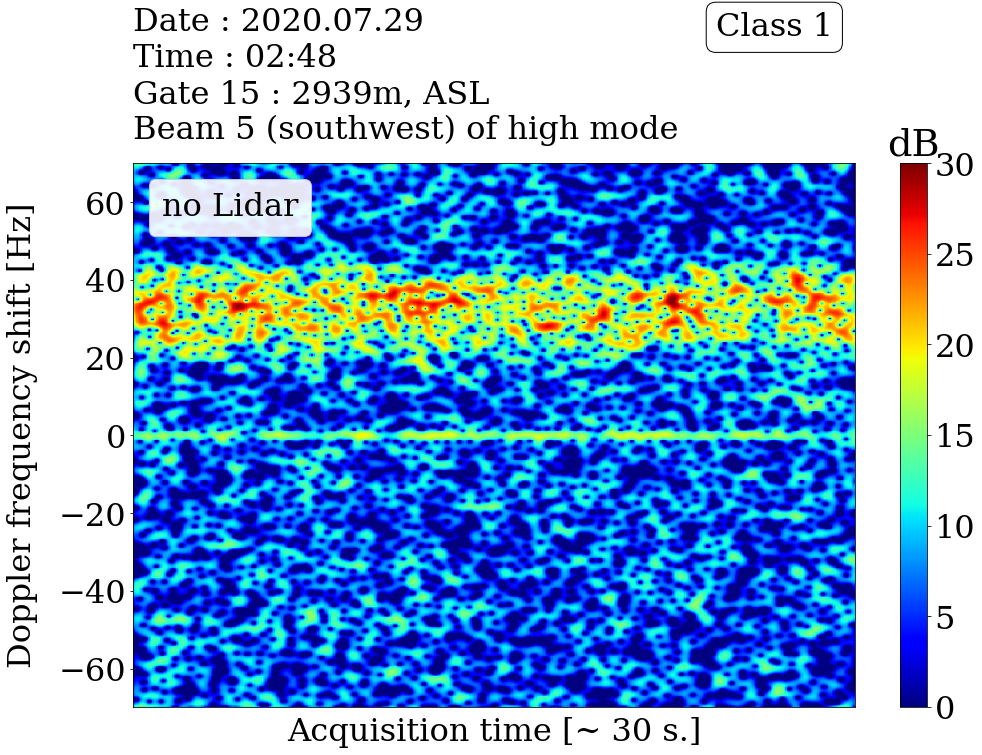 Date : 2020.07.29
Time : 02:48
Gate 15 : 2939m, ASL
Beam 5 (southwest) of high mode
Class 1
dB
no Lidar
Doppler frequency shift [Hz]
60
40
20
0
−20
−40
−60
Acquisition time [~ 30 s.]
30
25
20
15
10
5
0